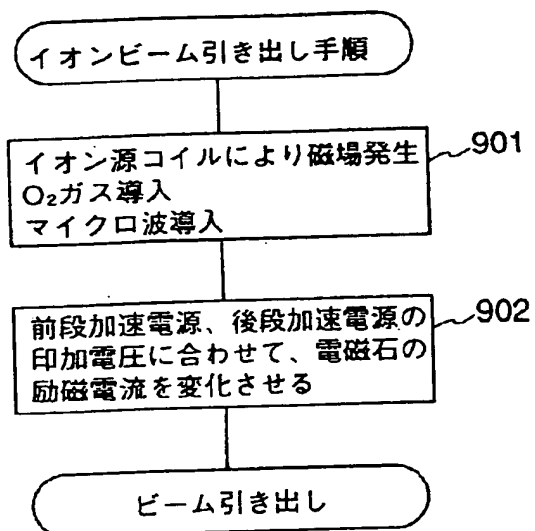 イオンビーム引き出し手順
901
イオン源コイルにより磁場発生
O₂ガス導入
マイクロ波導入
902
前段加速電源、後段加速電源の
印加電圧に合わせて、電磁石の
励磁電流を変化させる
ビーム引き出し